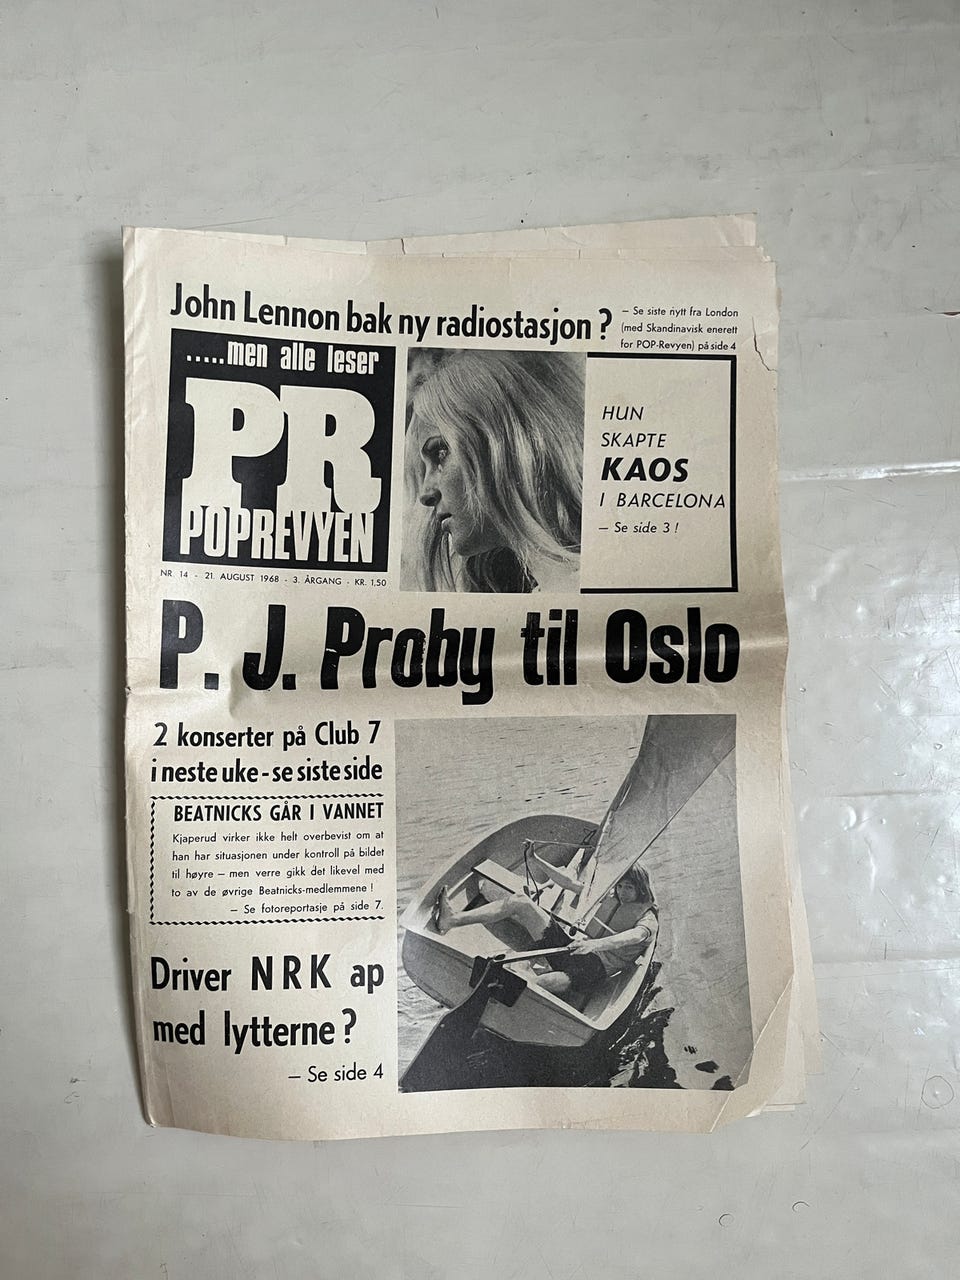 John Lennon bak ny radiostasjon ?
– Se siste nytt fra London
(med Skandinavisk enerett
for POP-Revyen) på side 4
.....men alle leser
PR
POPREVYEN
NR. 14 - 21. AUGUST 1968 - 3. ÅRGANG - KR. 1,50
HUN
SKAPTE
KAOS
I BARCELONA
– Se side 3 !
P. J. Proby til Oslo
2 konserter på Club 7
i neste uke - se siste side
BEATNICKS GÅR I VANNET
Kjaperud virker ikke helt overbevist om at
han har situasjonen under kontroll på bildet
til høyre – men verre gikk det likevel med
to av de øvrige Beatnicks-medlemmene !
– Se fotoreportasje på side 7.
Driver NRK ap
med lytterne ?
– Se side 4